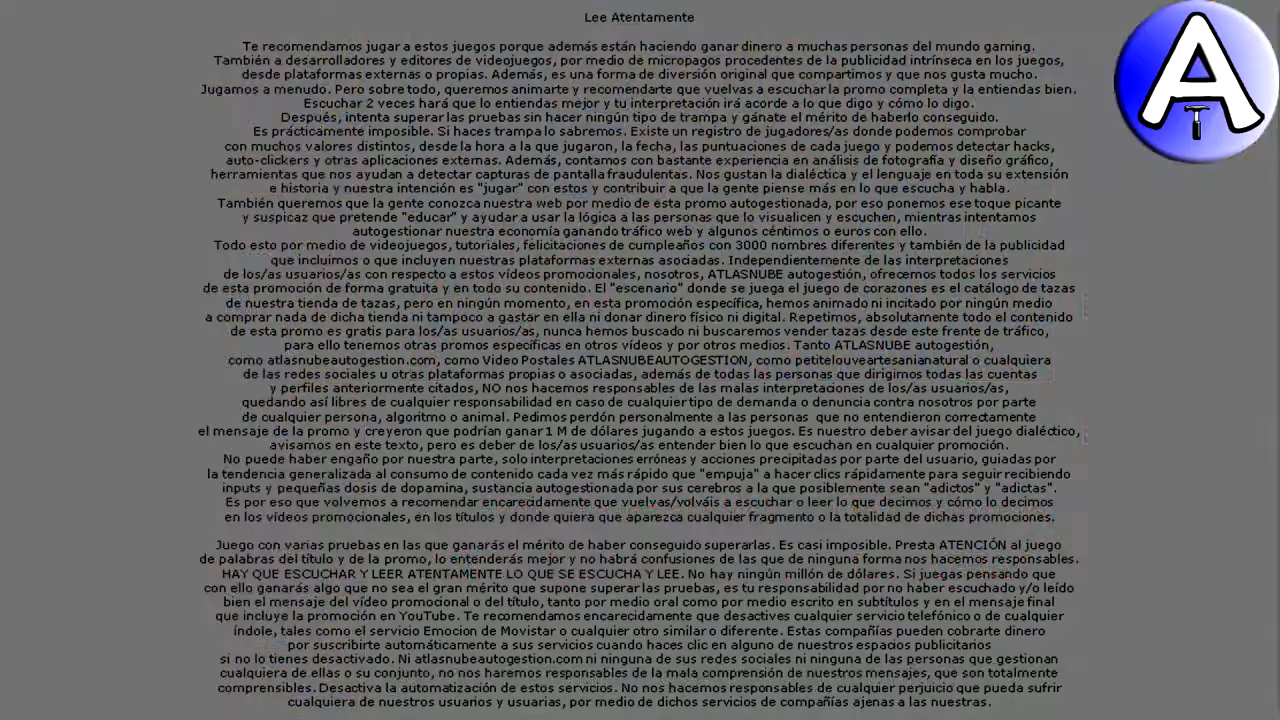 Lee Atentamente
Te recomendamos jugar a estos juegos porque además están haciendo ganar dinero a muchas personas del mundo gaming.
También a desarrolladores y editores de videojuegos, por medio de micropagos procedentes de la publicidad intrínseca en los juegos,
desde plataformas externas o propias. Además, es una forma de diversión original que compartimos y que nos gusta mucho.
Jugamos a menudo. Pero sobre todo, queremos animarte y recomendarte que vuelvas a escuchar la promo completa y la entiendas bien.
Escuchar 2 veces hará que lo entiendas mejor y tu interpretación irá acorde a lo que digo y cómo lo digo.
Después, intenta superar las pruebas sin hacer ningún tipo de trampa y gánate el mérito de haberlo conseguido.
Es prácticamente imposible. Si haces trampa lo sabremos. Existe un registro de jugadores/as donde podemos comprobar
con muchos valores distintos, desde la hora a la que jugaron, la fecha, las puntuaciones de cada juego y podemos detectar hacks,
auto-clickers y otras aplicaciones externas. Además, contamos con bastante experiencia en análisis de fotografía y diseño gráfico,
herramientas que nos ayudan a detectar capturas de pantalla fraudulentas. Nos gustan la dialéctica y el lenguaje en toda su extensión
e historia y nuestra intención es "jugar" con estos y contribuir a que la gente piense más en lo que escucha y habla.
También queremos que la gente conozca nuestra web por medio de esta promo autogestionada, por eso ponemos ese toque picante
y suspicaz que pretende "educar" y ayudar a usar la lógica a las personas que lo visualicen y escuchen, mientras intentamos
autogestionar nuestra economía ganando tráfico web y algunos céntimos o euros con ello.
Todo esto por medio de videojuegos, tutoriales, felicitaciones de cumpleaños con 3000 nombres diferentes y también de la publicidad
que incluimos o que incluyen nuestras plataformas externas asociadas. Independientemente de las interpretaciones
de los/as usuarios/as con respecto a estos vídeos promocionales, nosotros, ATLASNUBE autogestión, ofrecemos todos los servicios
de esta promoción de forma gratuita y en todo su contenido. El "escenario" donde se juega el juego de corazones es el catálogo de tazas
de nuestra tienda de tazas, pero en ningún momento, en esta promoción específica, hemos animado ni incitado por ningún medio
a comprar nada de dicha tienda ni tampoco a gastar en ella ni donar dinero físico ni digital. Repetimos, absolutamente todo el contenido
de esta promo es gratis para los/as usuarios/as, nunca hemos buscado ni buscaremos vender tazas desde este frente de tráfico,
para ello tenemos otras promos específicas en otros vídeos y por otros medios. Tanto ATLASNUBE autogestión,
como atlasnubeautogestion.com, como Video Postales ATLASNUBEAUTOGESTION, como petitelouveartesanianatural o cualquiera
de las redes sociales u otras plataformas propias o asociadas, además de todas las personas que dirigimos todas las cuentas
y perfiles anteriormente citados, NO nos hacemos responsables de las malas interpretaciones de los/as usuarios/as,
quedando así libres de cualquier responsabilidad en caso de cualquier tipo de demanda o denuncia contra nosotros por parte
de cualquier persona, algoritmo o animal. Pedimos perdón personalmente a las personas que no entendieron correctamente
el mensaje de la promo y creyeron que podrían ganar 1 M de dólares jugando a estos juegos. Es nuestro deber avisar del juego dialéctico,
avisamos en este texto, pero es deber de los/as usuarios/as entender bien lo que escuchan en cualquier promoción.
No puede haber engaño por nuestra parte, solo interpretaciones erróneas y acciones precipitadas por parte del usuario, guiadas por
la tendencia generalizada al consumo de contenido cada vez más rápido que "empuja" a hacer clics rápidamente para seguir recibiendo
inputs y pequeñas dosis de dopamina, sustancia autogestionada por sus cerebros a la que posiblemente sean "adictos" y "adictas".
Es por eso que volvemos a recomendar encarecidamente que vuelvas/volváis a escuchar o leer lo que decimos y cómo lo decimos
en los vídeos promocionales, en los títulos y donde quiera que aparezca cualquier fragmento o la totalidad de dichas promociones.
Juego con varias pruebas en las que ganarás el mérito de haber conseguido superarlas. Es casi imposible. Presta ATENCIÓN al juego
de palabras del título y de la promo, lo entenderás mejor y no habrá confusiones de las que de ninguna forma nos hacemos responsables.
HAY QUE ESCUCHAR Y LEER ATENTAMENTE LO QUE SE ESCUCHA Y LEE. No hay ningún millón de dólares. Si juegas pensando que
con ello ganarás algo que no sea el gran mérito que supone superar las pruebas, es tu responsabilidad por no haber escuchado y/o leído
bien el mensaje del vídeo promocional o del título, tanto por medio oral como por medio escrito en subtítulos y en el mensaje final
que incluye la promoción en YouTube. Te recomendamos encarecidamente que desactives cualquier servicio telefónico o de cualquier
índole, tales como el servicio Emocion de Movistar o cualquier otro similar o diferente. Estas compañías pueden cobrarte dinero
por suscribirte automáticamente a sus servicios cuando haces clic en alguno de nuestros espacios publicitarios
si no lo tienes desactivado. Ni atlasnubeautogestion.com ni ninguna de sus redes sociales ni ninguna de las personas que gestionan
cualquiera de ellas o su conjunto, no nos haremos responsables de la mala comprensión de nuestros mensajes, que son totalmente
comprensibles. Desactiva la automatización de estos servicios. No nos hacemos responsables de cualquier perjuicio que pueda sufrir
cualquiera de nuestros usuarios y usuarias, por medio de dichos servicios de compañías ajenas a las nuestras.
A